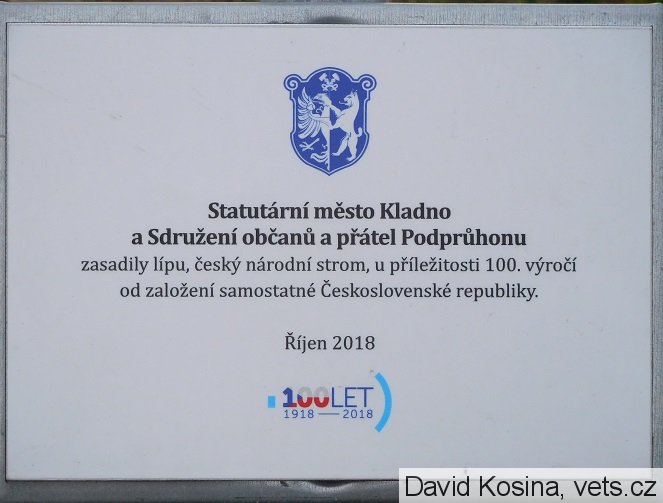 Statutární město Kladno
a Sdružení občanů a přátel Podprůhonu
zasadily lípu, český národní strom, u příležitosti 100. výročí
od založení samostatné Československé republiky.
Říjen 2018
100LET
1918 — 2018
David Kosina, vets.cz